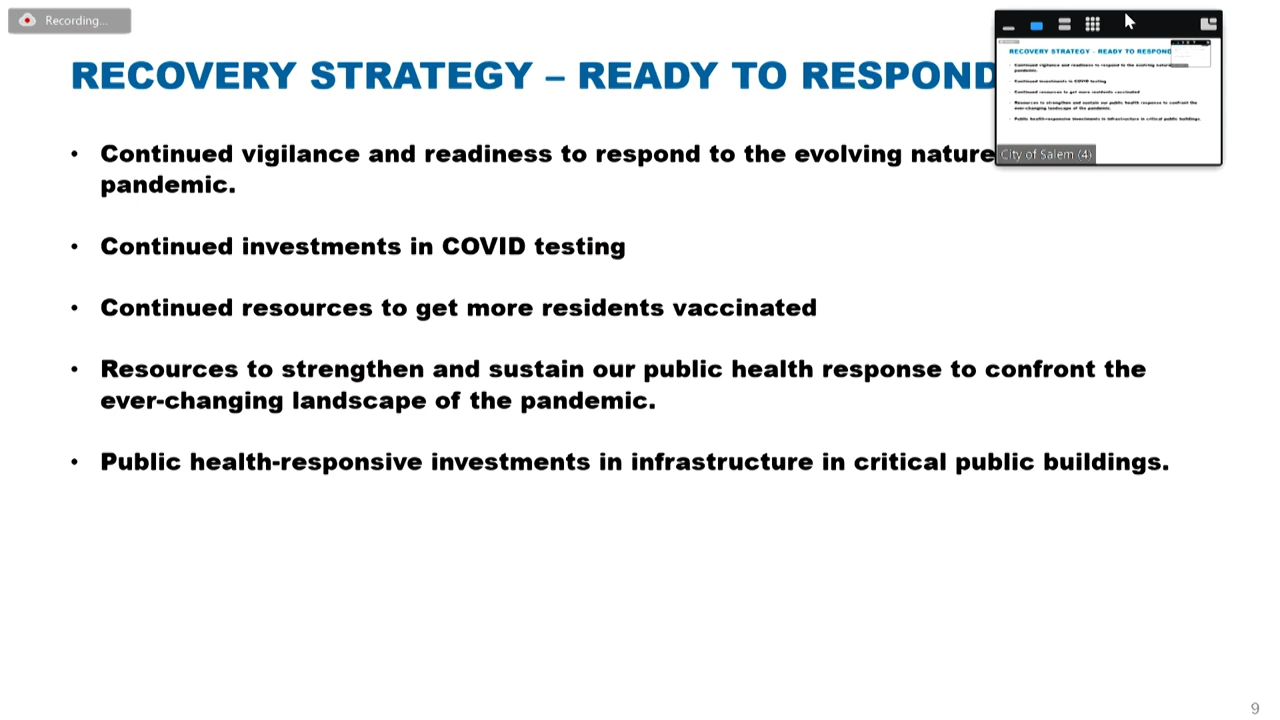 Recording...
RECOVERY STRATEGY – READY TO RESPOND
• Continued vigilance and readiness to respond to the evolving nature
pandemic.
• Continued investments in COVID testing
• Continued resources to get more residents vaccinated
• Resources to strengthen and sustain our public health response to confront the
ever-changing landscape of the pandemic.
• Public health-responsive investments in infrastructure in critical public buildings.
RECOVERY STRATEGY - READY TO RESPOND
Continued vigilance and readiness to respond to the evolving nature
pandemic.
Continued investments in COVID testing
Continued resources to get more residents vaccinated
Resources to strengthen and sustain our public health response to confront the
ever-changing landscape of the pandemic.
Public health-responsive investments in infrastructure in critical public buildings.
City of Salem (4)
9